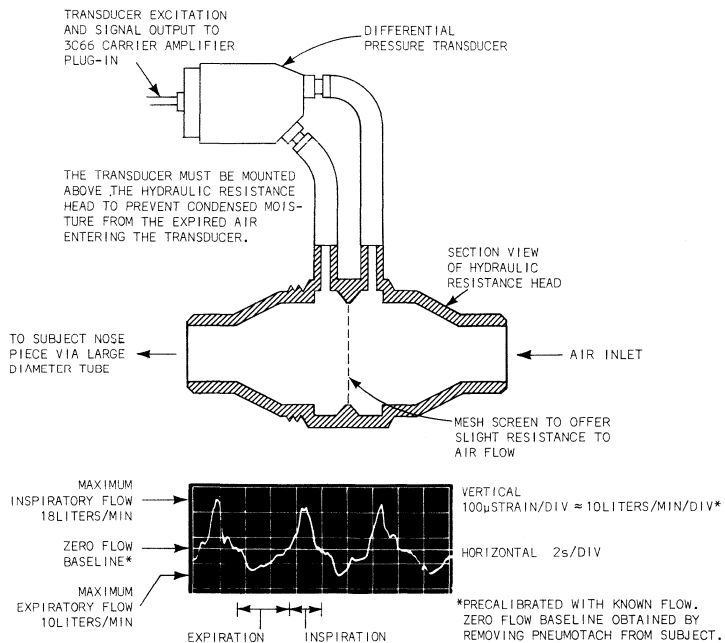 TRANSDUCER EXCITATION
AND SIGNAL OUTPUT TO
3C66 CARRIER AMPLIFIER
PLUG-IN
DIFFERENTIAL
PRESSURE TRANSDUCER
THE TRANSDUCER MUST BE MOUNTED
ABOVE THE HYDRAULIC RESISTANCE
HEAD TO PREVENT CONDENSED MOIS-
TURE FROM THE EXPIRED AIR
ENTERING THE TRANSDUCER.
SECTION VIEW
OF HYDRAULIC
RESISTANCE HEAD
TO SUBJECT NOSE
PIECE VIA LARGE
DIAMETER TUBE
AIR INLET
MESH SCREEN TO OFFER
SLIGHT RESISTANCE TO
AIR FLOW
MAXIMUM
INSPIRATORY FLOW
18LITERS/MIN
ZERO FLOW
BASELINE*
MAXIMUM
EXPIRATORY FLOW
10LITERS/MIN
VERTICAL
100μSTRAIN/DIV ≈ 10LITERS/MIN/DIV*
HORIZONTAL 2s/DIV
EXPIRATION
INSPIRATION
*PRECALIBRATED WITH KNOWN FLOW.
ZERO FLOW BASELINE OBTAINED BY
REMOVING PNEUMOTACH FROM SUBJECT.